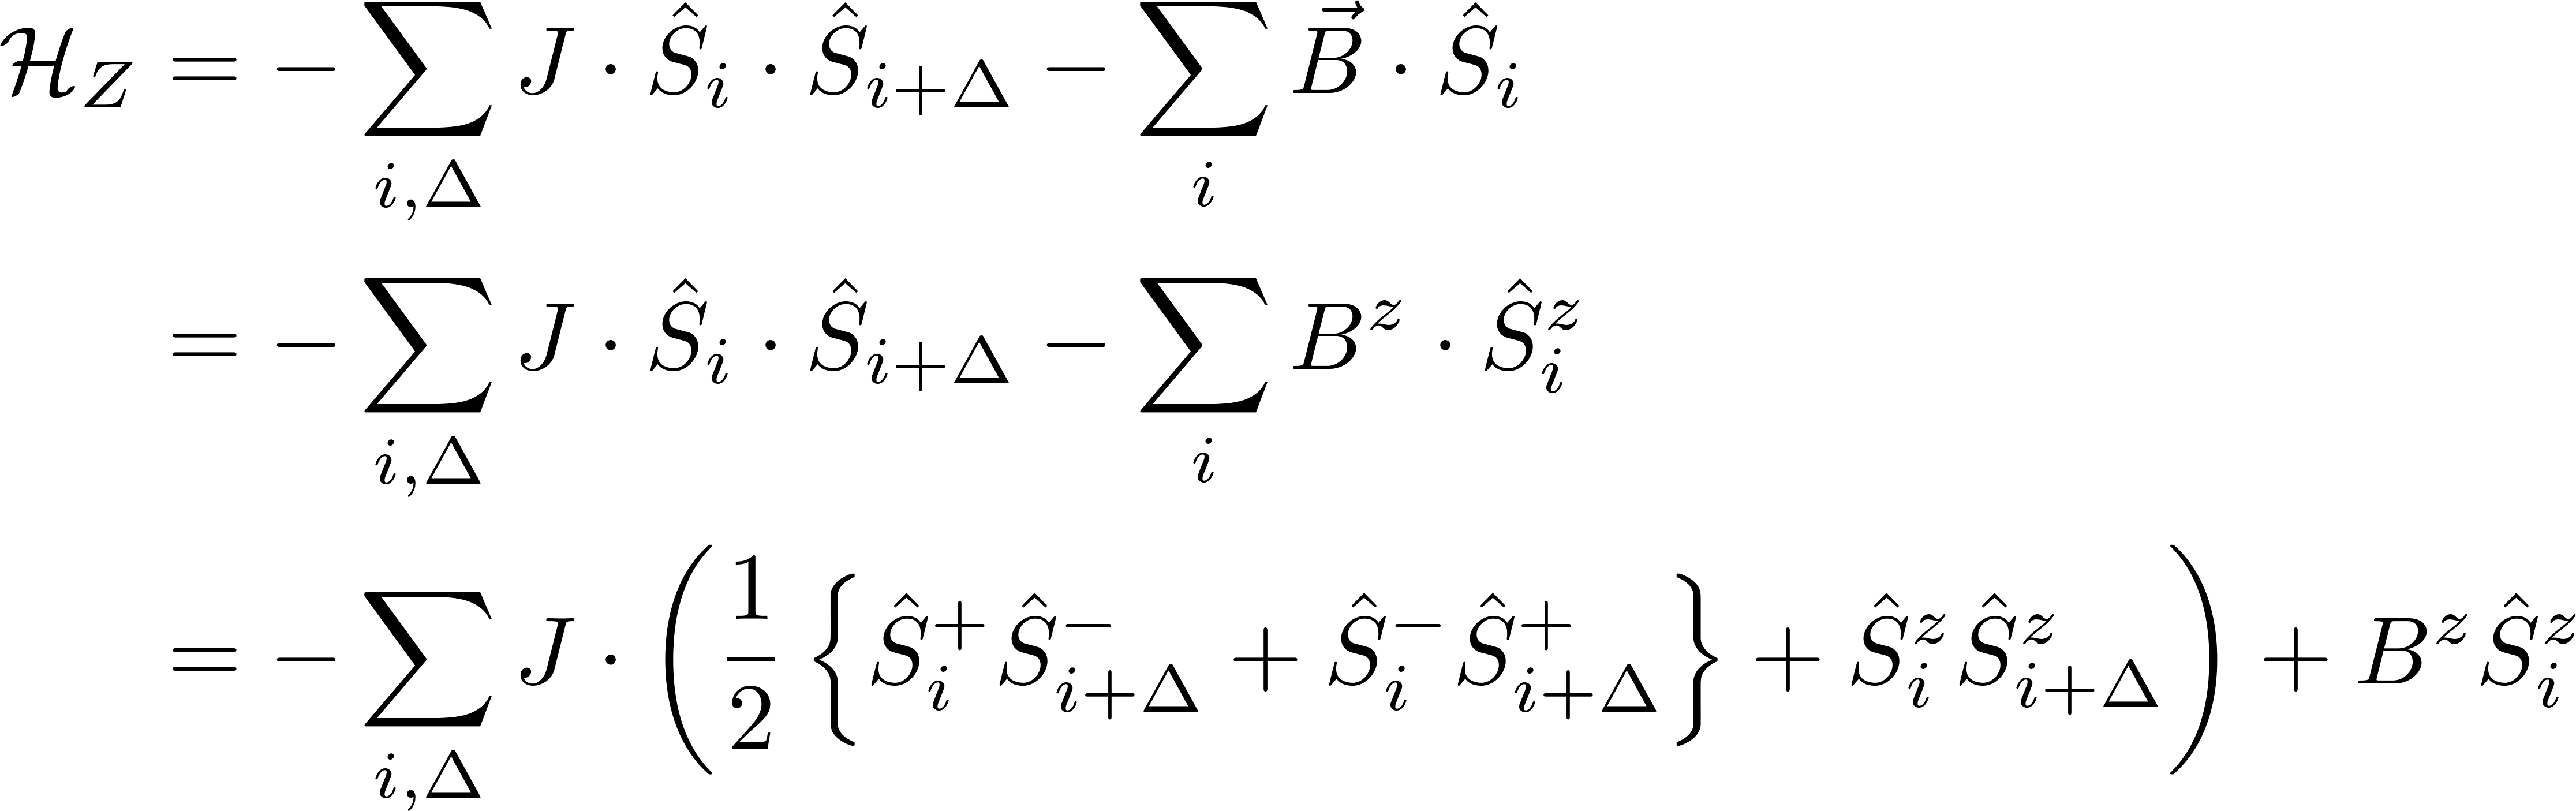 \mathcal{H}_Z = - \sum_{i,\Delta} J \cdot \hat{S}_i \cdot \hat{S}_{i+\Delta} - \sum_i \vec{B} \cdot \hat{S}_i
= - \sum_{i,\Delta} J \cdot \hat{S}_i \cdot \hat{S}_{i+\Delta} - \sum_i B^z \cdot \hat{S}_i^z
= - \sum_{i,\Delta} J \cdot \left( \frac{1}{2} \left\{ \hat{S}_i^+ \hat{S}_{i+\Delta}^- + \hat{S}_i^- \hat{S}_{i+\Delta}^+ \right\} + \hat{S}_i^z \hat{S}_{i+\Delta}^z \right) + B^z \hat{S}_i^z